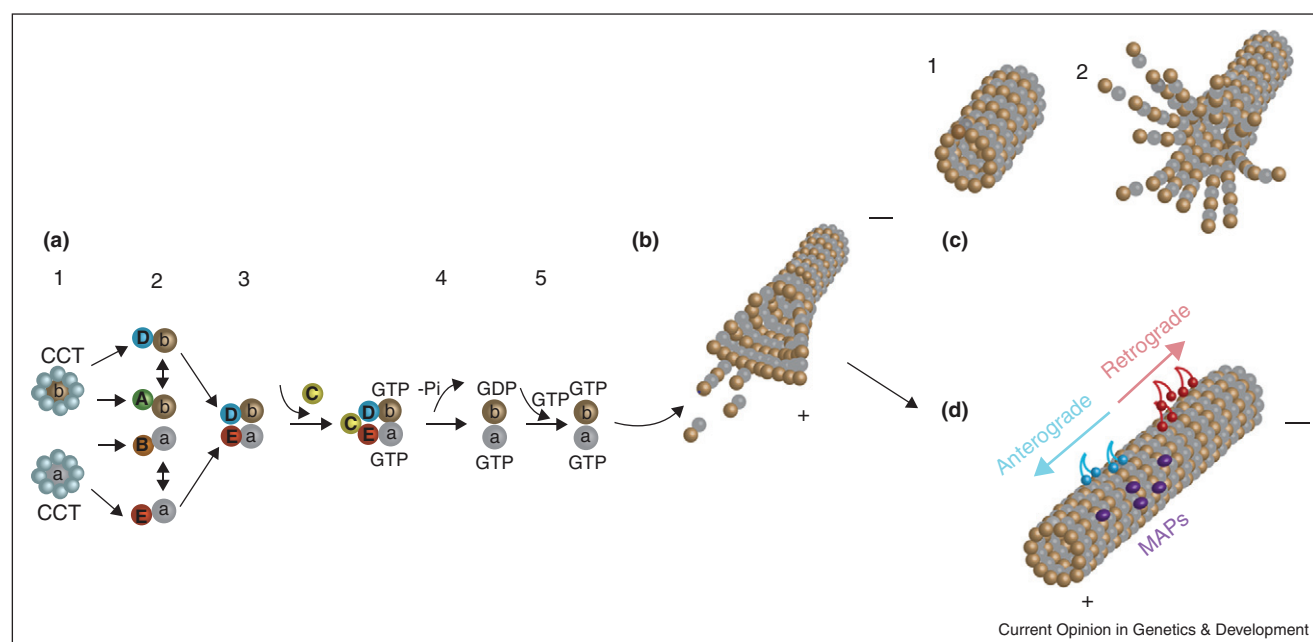 1
2
(a)
(b)
(c)
1
2
3
4
5
CCT
b
D b
A b
B a
E a
a
CCT
D b
E a
C
GTP
C D b
E a
GTP
-Pi
GDP
b
a
GTP
GTP
GTP
b
a
GTP
+
—
(d)
Anterograde
Retrograde
MAPs
+
—
Current Opinion in Genetics & Development